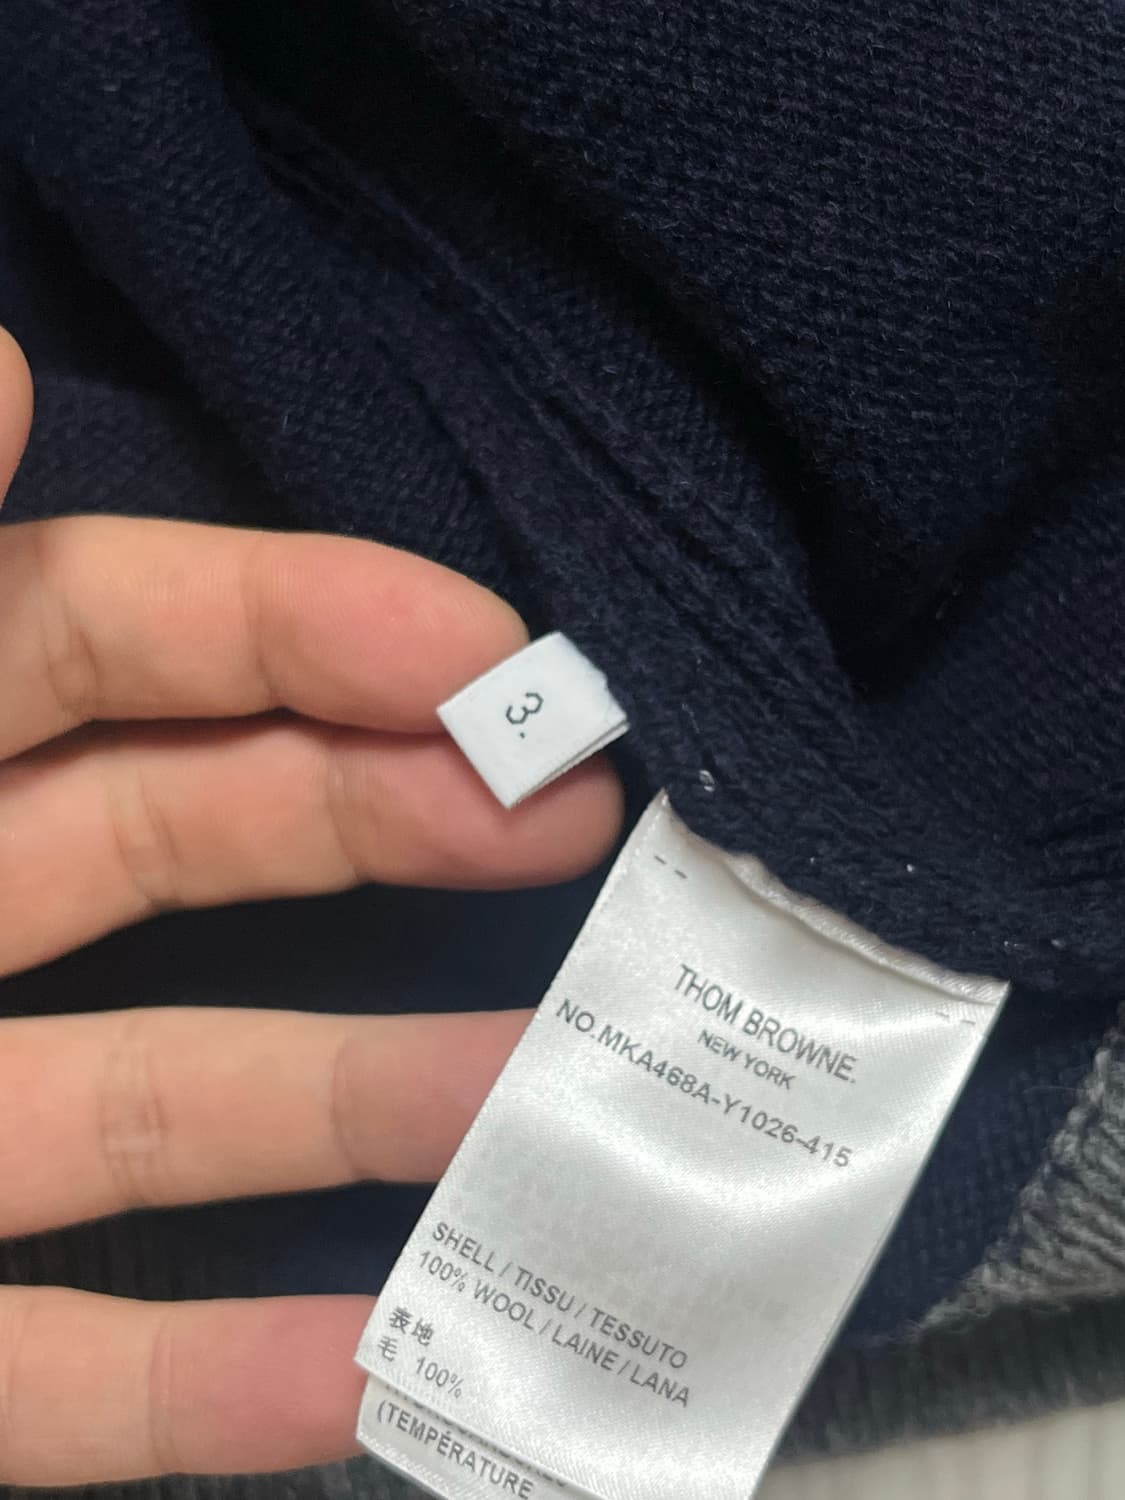 3.
THOM BROWNE.
NEW YORK
NO.MKA468A-Y1026-415
SHELL / TISSU / TESSUTO
100% WOOL / LAINE / LANA
表地
毛 100%
(TEMPÉRATURE